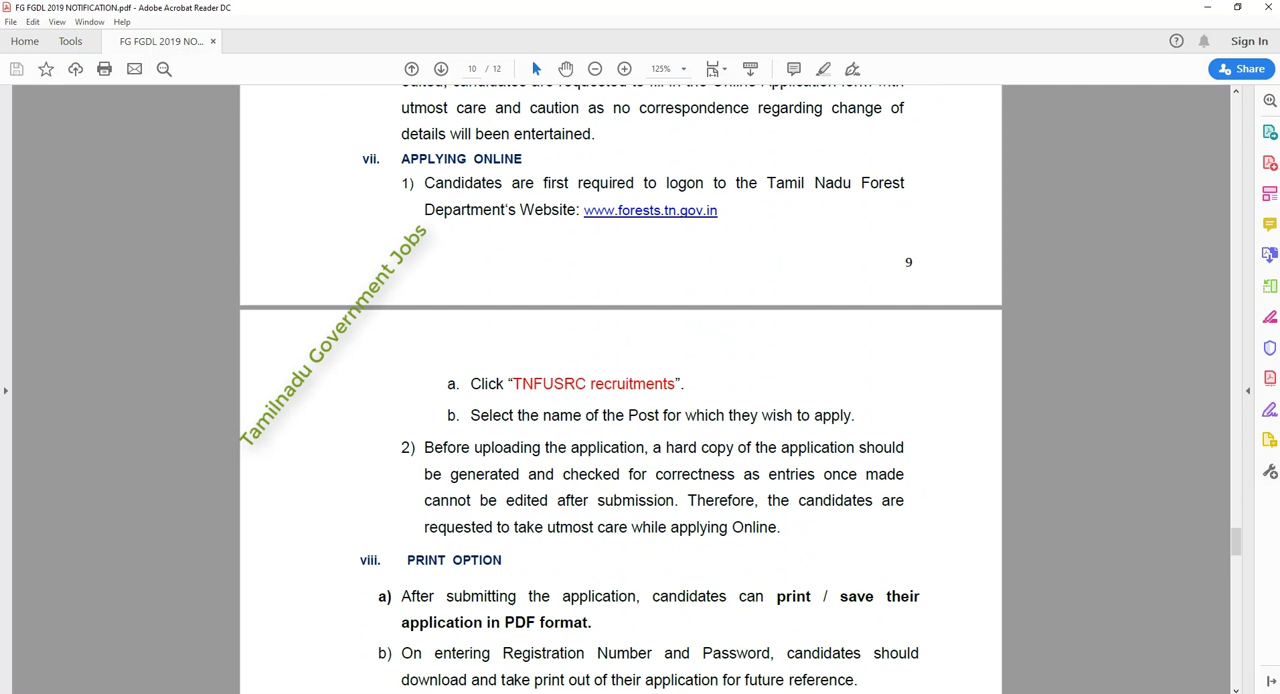 FG FGDL 2019 NOTIFICATION.pdf - Adobe Acrobat Reader DC
File Edit View Window Help
Home Tools FG FGDL 2019 NO... × Sign In
10 / 12 125% Share
utmost care and caution as no correspondence regarding change of
details will been entertained.
vii. APPLYING ONLINE
1) Candidates are first required to logon to the Tamil Nadu Forest
Department's Website: www.forests.tn.gov.in
9
Tamilnadu Government Jobs
a. Click “TNFUSRC recruitments”.
b. Select the name of the Post for which they wish to apply.
2) Before uploading the application, a hard copy of the application should
be generated and checked for correctness as entries once made
cannot be edited after submission. Therefore, the candidates are
requested to take utmost care while applying Online.
viii. PRINT OPTION
a) After submitting the application, candidates can print / save their
application in PDF format.
b) On entering Registration Number and Password, candidates should
download and take print out of their application for future reference.